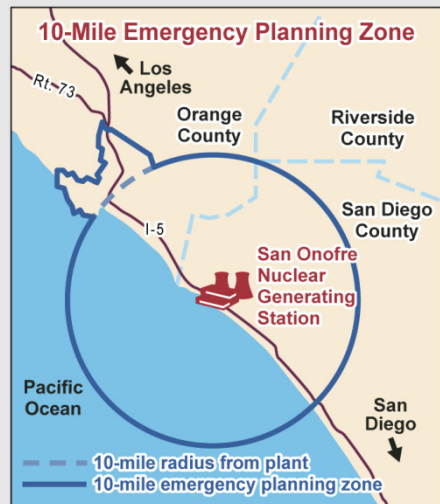 10-Mile Emergency Planning Zone
Rt. 73
Los
Angeles
Orange
County
Riverside
County
San Diego
County
I-5
San Onofre
Nuclear
Generating
Station
Pacific
Ocean
San
Diego
10-mile radius from plant
10-mile emergency planning zone